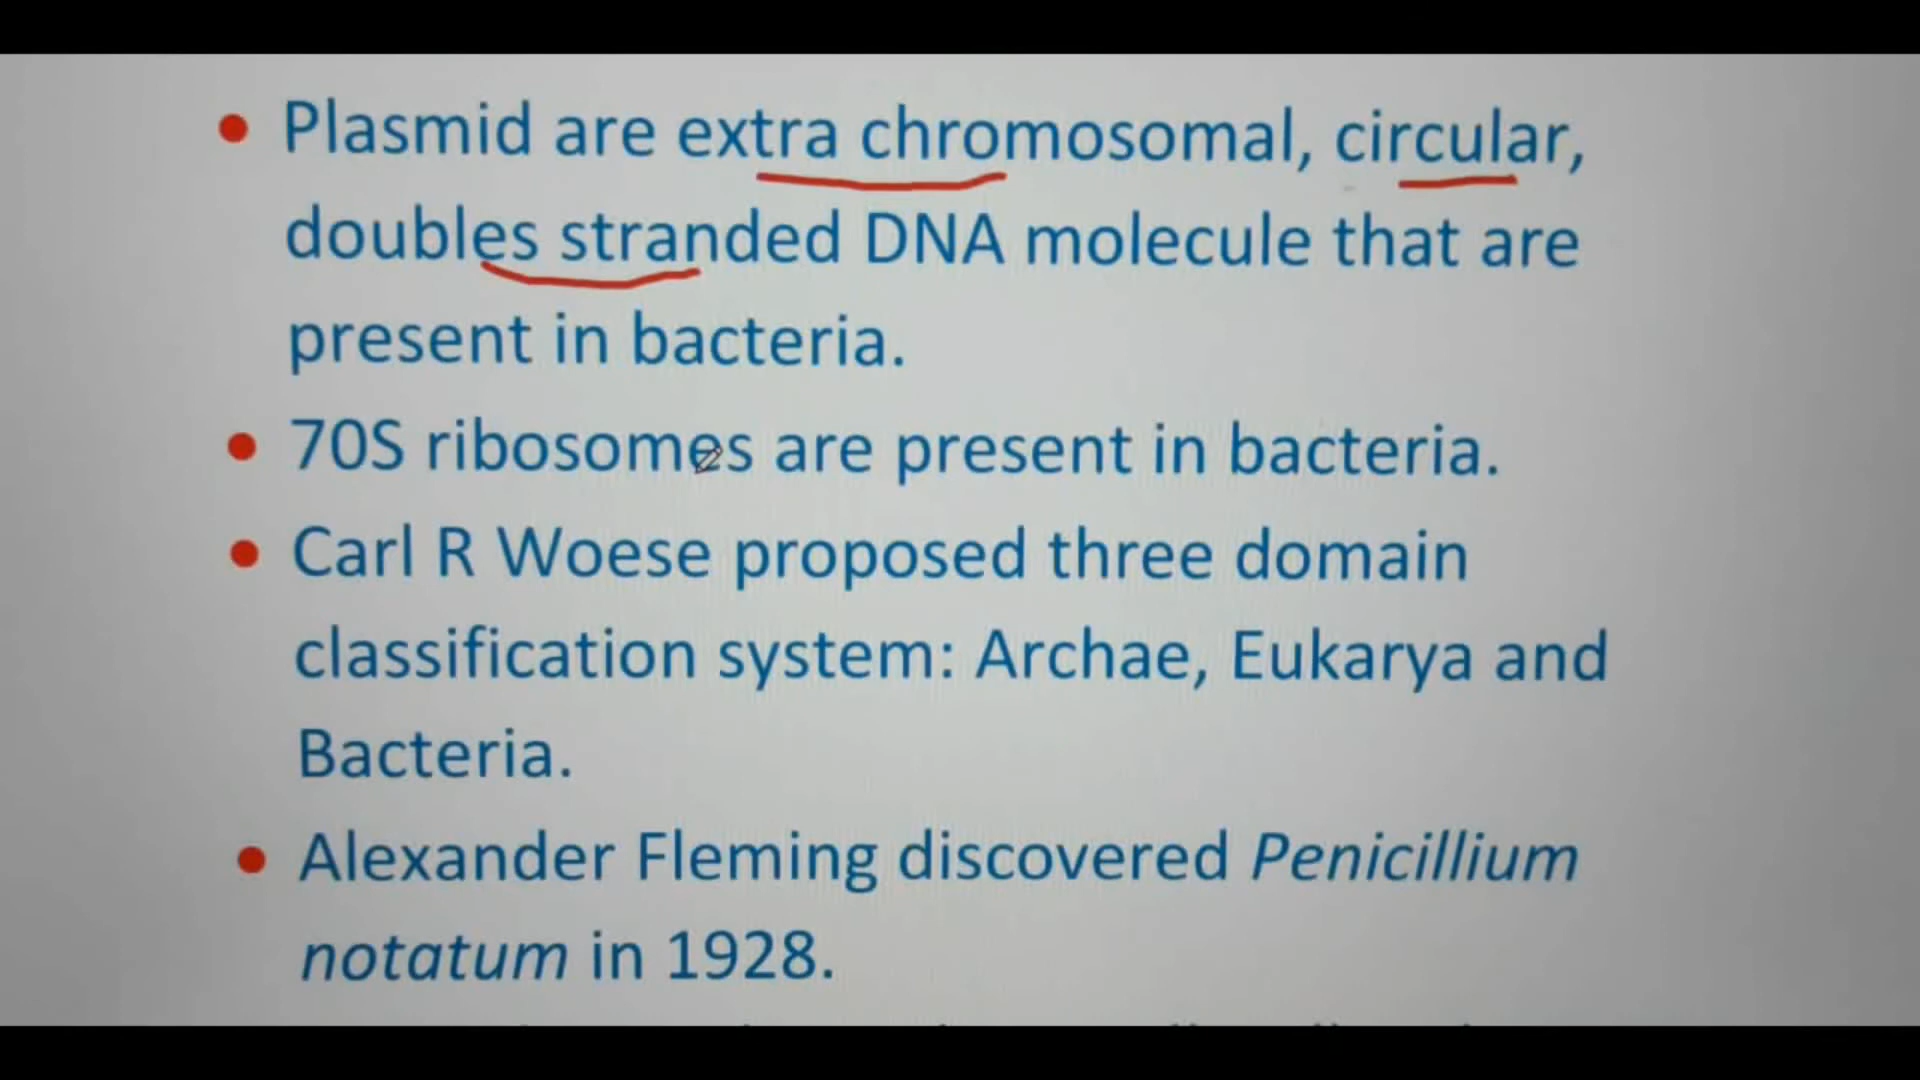 • Plasmid are extra chromosomal, circular,
doubles stranded DNA molecule that are
present in bacteria.
• 70S ribosomes are present in bacteria.
• Carl R Woese proposed three domain
classification system: Archae, Eukarya and
Bacteria.
• Alexander Fleming discovered Penicillium
notatum in 1928.